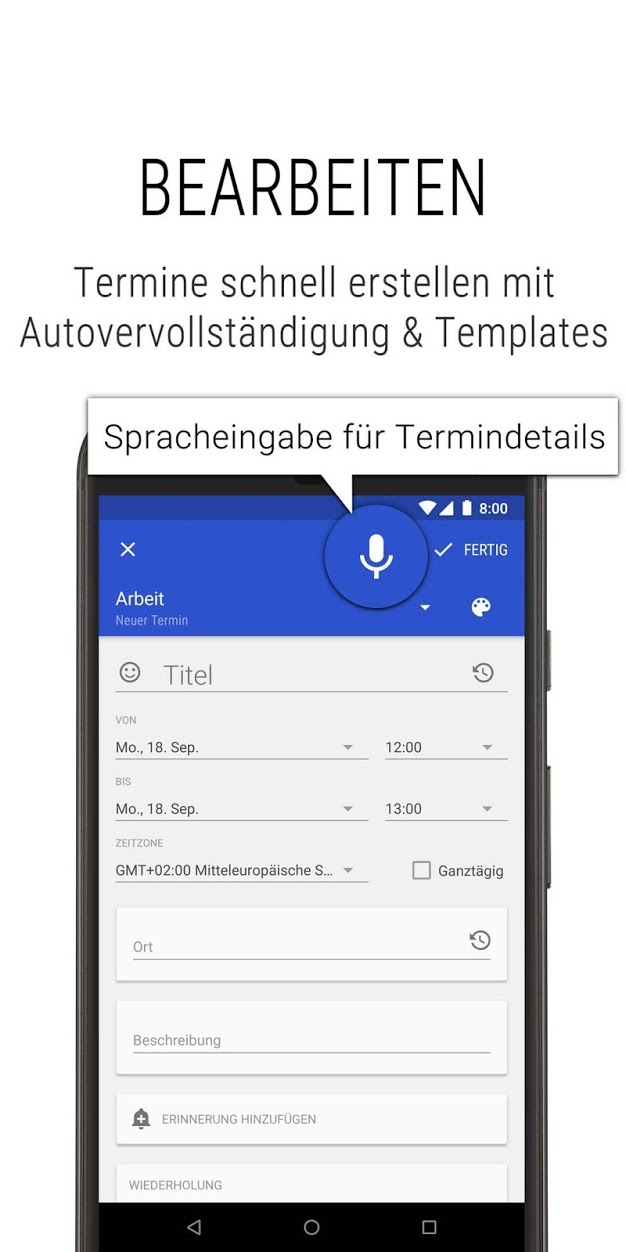 BEARBEITEN
Termine schnell erstellen mit
Autovervollständigung & Templates
Spracheingabe für Termindetails
8:00
FERTIG
Arbeit
Neuer Termin
Titel
VON
Mo., 18. Sep.
12:00
BIS
Mo., 18. Sep.
13:00
ZEITZONE
GMT+02:00 Mitteleuropäische S...
Ganztägig
Ort
Beschreibung
ERINNERUNG HINZUFÜGEN
WIEDERHOLUNG